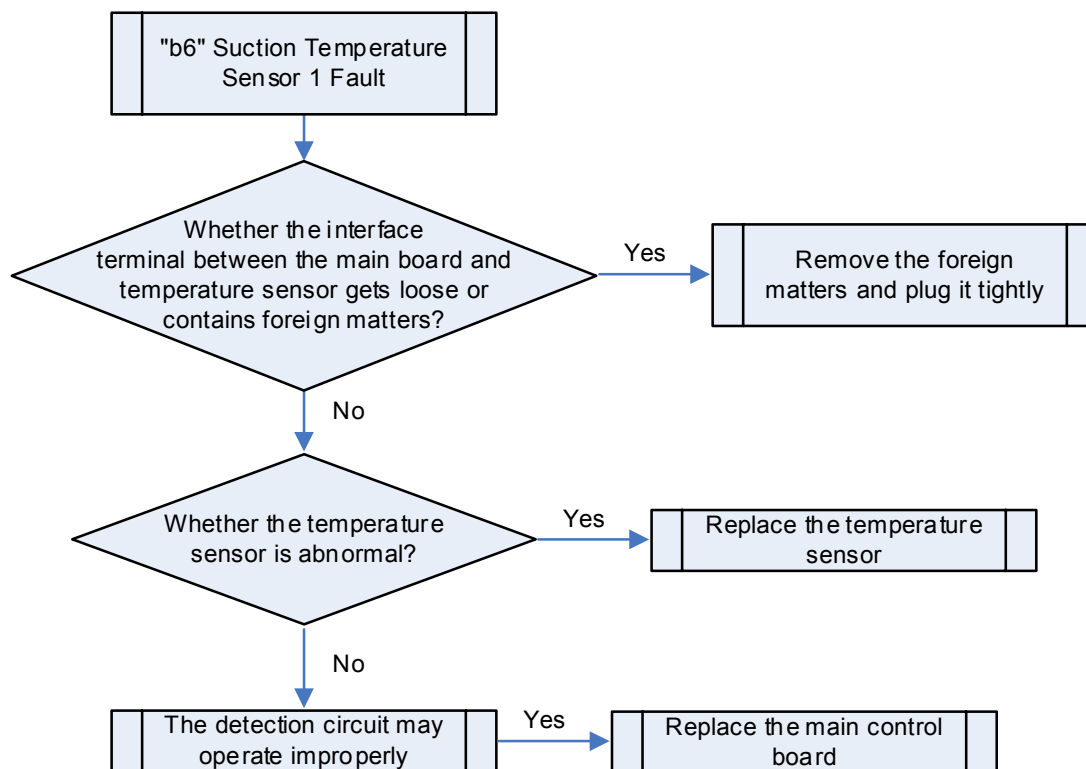 "b6" Suction Temperature
Sensor 1 Fault
Whether the interface
terminal between the main board and
temperature sensor gets loose or
contains foreign matters?
Yes
Remove the foreign
matters and plug it tightly
No
Whether the temperature
sensor is abnormal?
Yes
Replace the temperature
sensor
No
The detection circuit may
operate improperly
Yes
Replace the main control
board